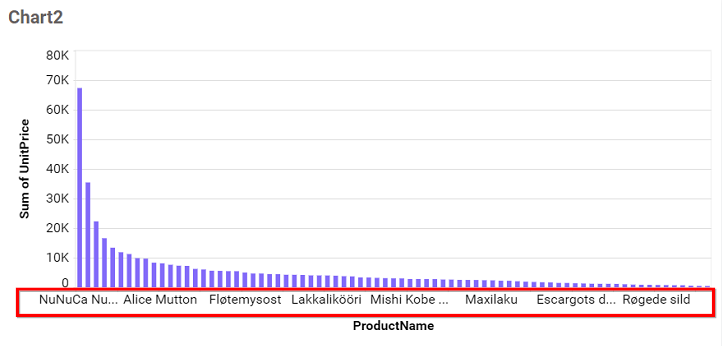 Chart2
80K
70K
60K
50K
40K
30K
20K
10K
0
Sum of UnitPrice
NuNuCa Nu... Alice Mutton Fløtemysost Lakkalikööri Mishi Kobe ... Maxilaku Escargots d... Røgede sild
ProductName